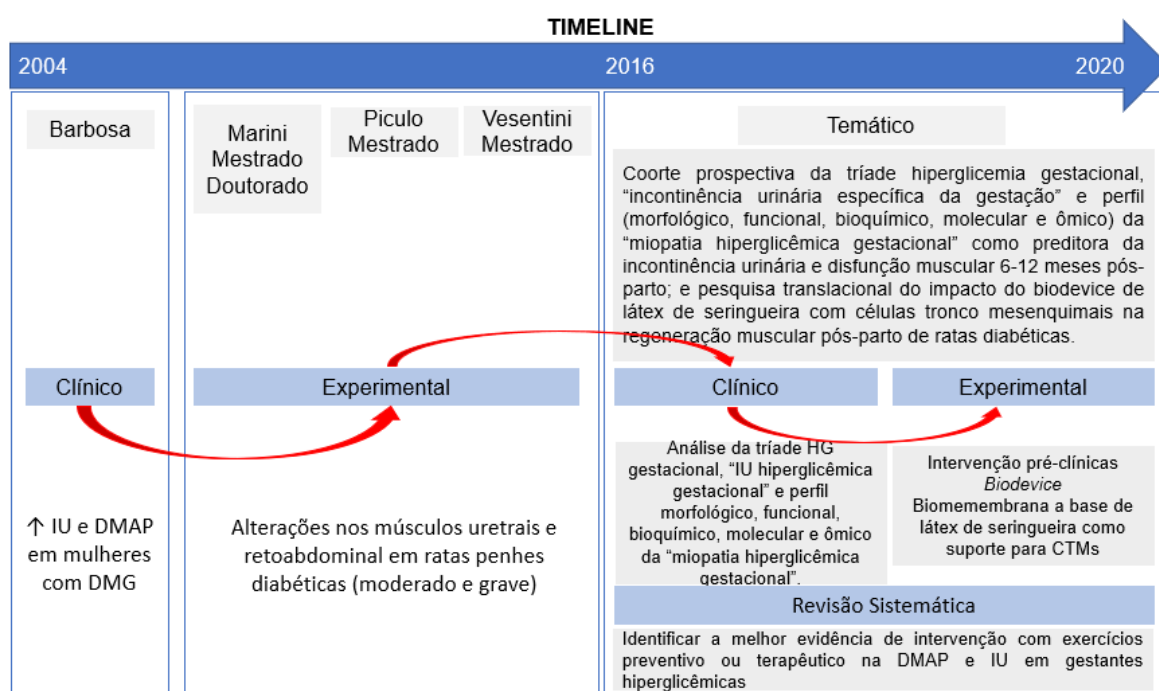 TIMELINE
2004
2016
2020
Barbosa
Marini
Mestrado
Doutorado
Piculo
Mestrado
Vesentini
Mestrado
Temático
Coorte prospectiva da tríade hiperglicemia gestacional,
“incontinência urinária específica da gestação” e perfil
(morfológico, funcional, bioquímico, molecular e ômico) da
“miopatia hiperglicêmica gestacional” como preditora da
incontinência urinária e disfunção muscular 6-12 meses pós-
parto; e pesquisa translacional do impacto do biodevice de
látex de seringueira com células tronco mesenquimais na
regeneração muscular pós-parto de ratas diabéticas.
Clínico
Experimental
Clínico
Experimental
↑ IU e DMAP
em mulheres
com DMG
Alterações nos músculos uretrais e
retoabdominal em ratas penhes
diabéticas (moderado e grave)
Análise da tríade HG
gestacional, “IU hiperglicêmica
gestacional” e perfil
morfológico, funcional,
bioquímico, molecular e ômico
da “miopatia hiperglicêmica
gestacional”.
Intervenção pré-clínicas
Biodevice
Biomemembrana a base de
látex de seringueira como
suporte para CTMs
Revisão Sistemática
Identificar a melhor evidência de intervenção com exercícios
preventivo ou terapêutico na DMAP e IU em gestantes
hiperglicêmicas